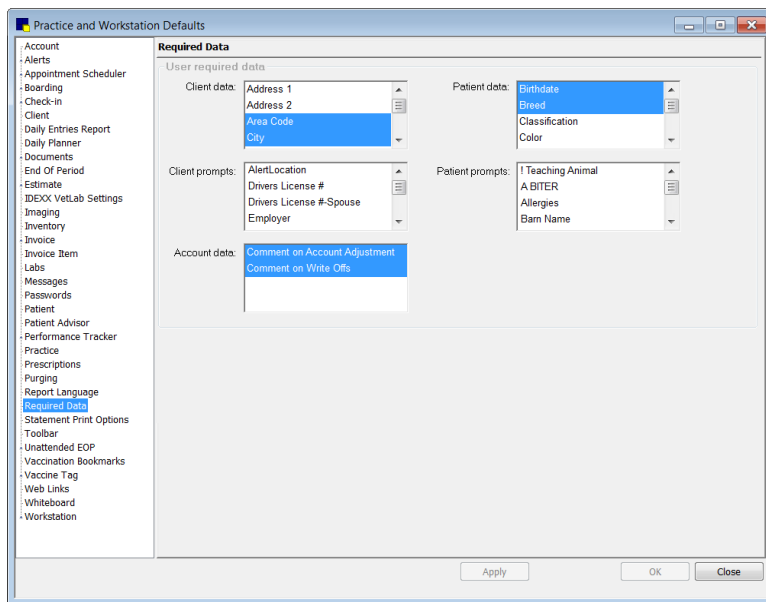 Practice and Workstation Defaults
Account
Alerts
Appointment Scheduler
Boarding
Check-in
Client
Daily Entries Report
Daily Planner
Documents
End Of Period
Estimate
IDEXX VetLab Settings
Imaging
Inventory
Invoice
Invoice Item
Labs
Messages
Passwords
Patient
Patient Advisor
Performance Tracker
Practice
Prescriptions
Purging
Report Language
Required Data
Statement Print Options
Toolbar
Unattended EOP
Vaccination Bookmarks
Vaccine Tag
Web Links
Whiteboard
Workstation
Required Data
User required data
Client data:
Address 1
Address 2
Area Code
City
Patient data:
Birthdate
Breed
Classification
Color
Client prompts:
AlertLocation
Drivers License #
Drivers License #-Spouse
Employer
Patient prompts:
! Teaching Animal
A BITER
Allergies
Barn Name
Account data:
Comment on Account Adjustment
Comment on Write Offs
Apply
OK
Close